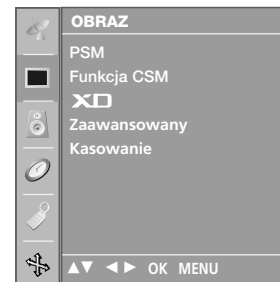 OBRAZ
PSM
Funkcja CSM
XD
Zaawansowany
Kasowanie
▲▼ ◄► OK MENU